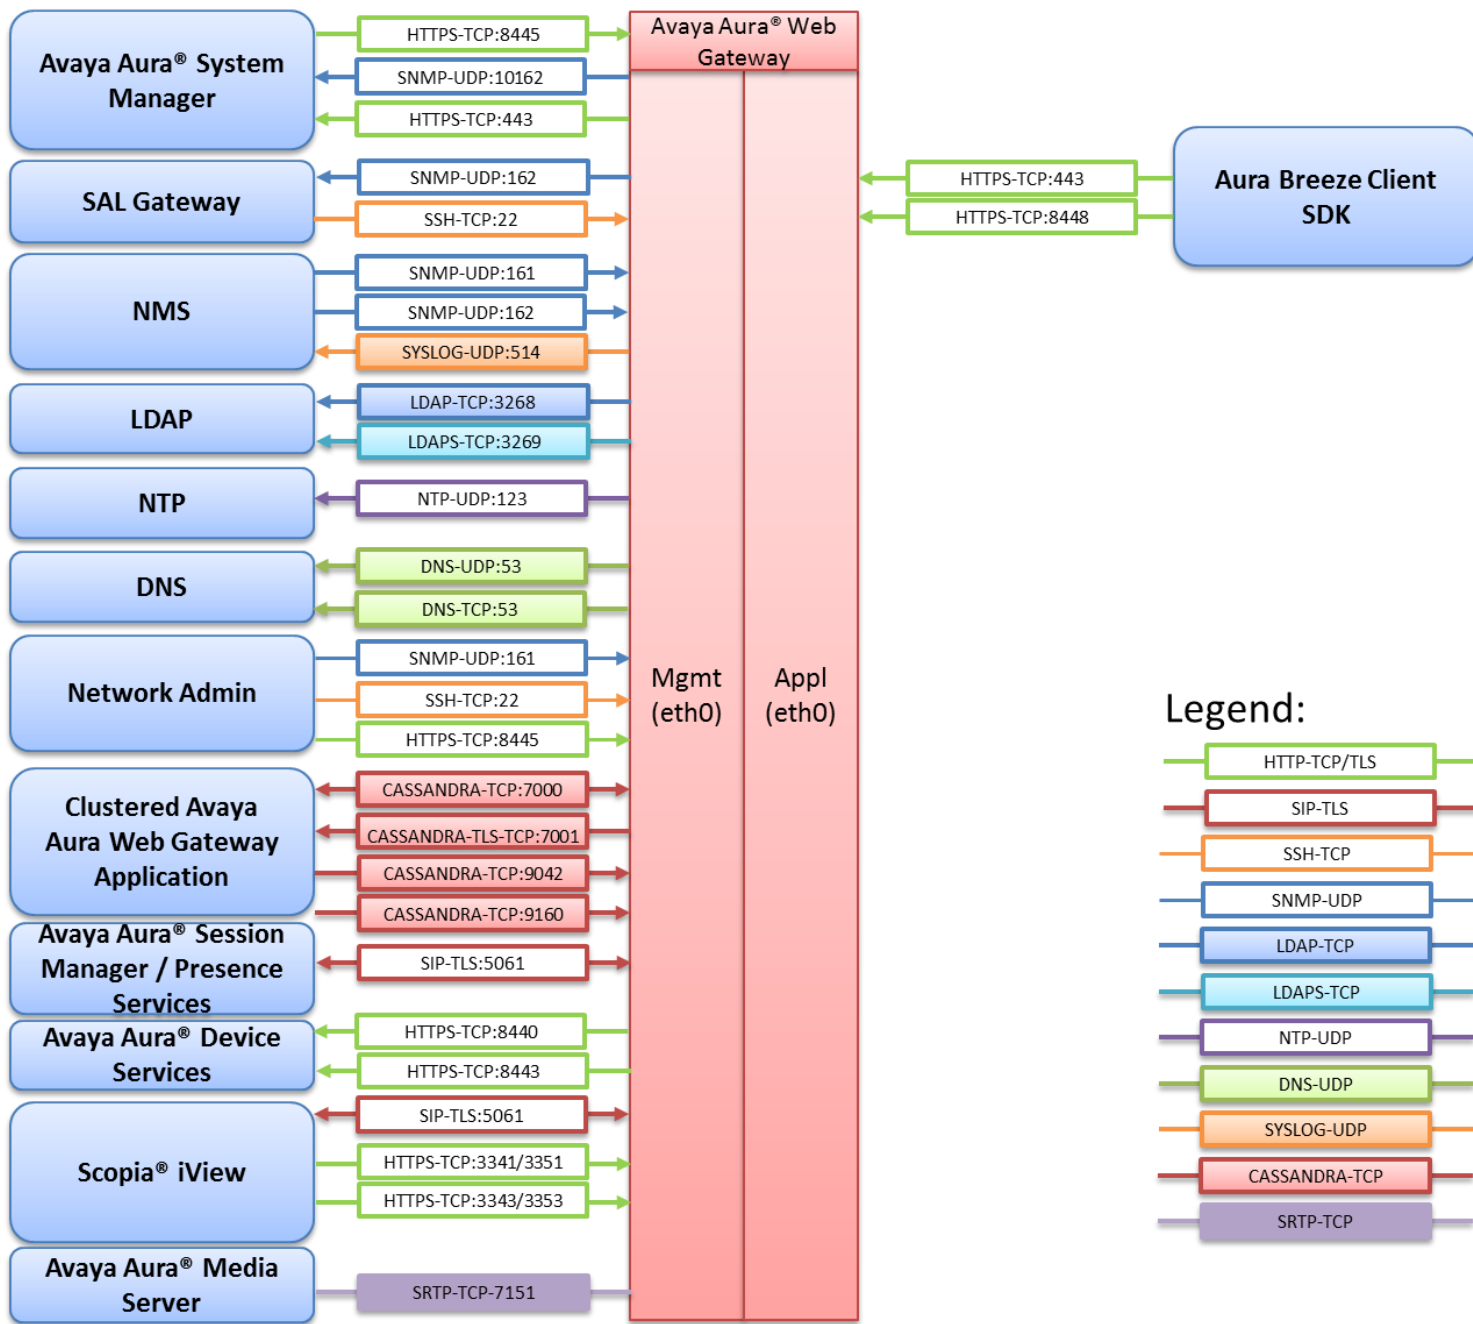 Avaya Aura® System
Manager
HTTPS-TCP:8445
SNMP-UDP:10162
HTTPS-TCP:443
Avaya Aura® Web
Gateway
SAL Gateway
SNMP-UDP:162
SSH-TCP:22
HTTPS-TCP:443
HTTPS-TCP:8448
Aura Breeze Client
SDK
NMS
SNMP-UDP:161
SNMP-UDP:162
SYSLOG-UDP:514
LDAP
LDAP-TCP:3268
LDAPS-TCP:3269
NTP
NTP-UDP:123
DNS
DNS-UDP:53
DNS-TCP:53
Network Admin
SNMP-UDP:161
SSH-TCP:22
HTTPS-TCP:8445
Mgmt
(eth0)
Appl
(eth0)
Clustered Avaya
Aura Web Gateway
Application
CASSANDRA-TCP:7000
CASSANDRA-TLS-TCP:7001
CASSANDRA-TCP:9042
CASSANDRA-TCP:9160
Avaya Aura® Session
Manager / Presence
Services
SIP-TLS:5061
Avaya Aura® Device
Services
HTTPS-TCP:8440
HTTPS-TCP:8443
Scopia® iView
SIP-TLS:5061
HTTPS-TCP:3341/3351
HTTPS-TCP:3343/3353
Avaya Aura® Media
Server
SRTP-TCP-7151
Legend:
HTTP-TCP/TLS
SIP-TLS
SSH-TCP
SNMP-UDP
LDAP-TCP
LDAPS-TCP
NTP-UDP
DNS-UDP
SYSLOG-UDP
CASSANDRA-TCP
SRTP-TCP